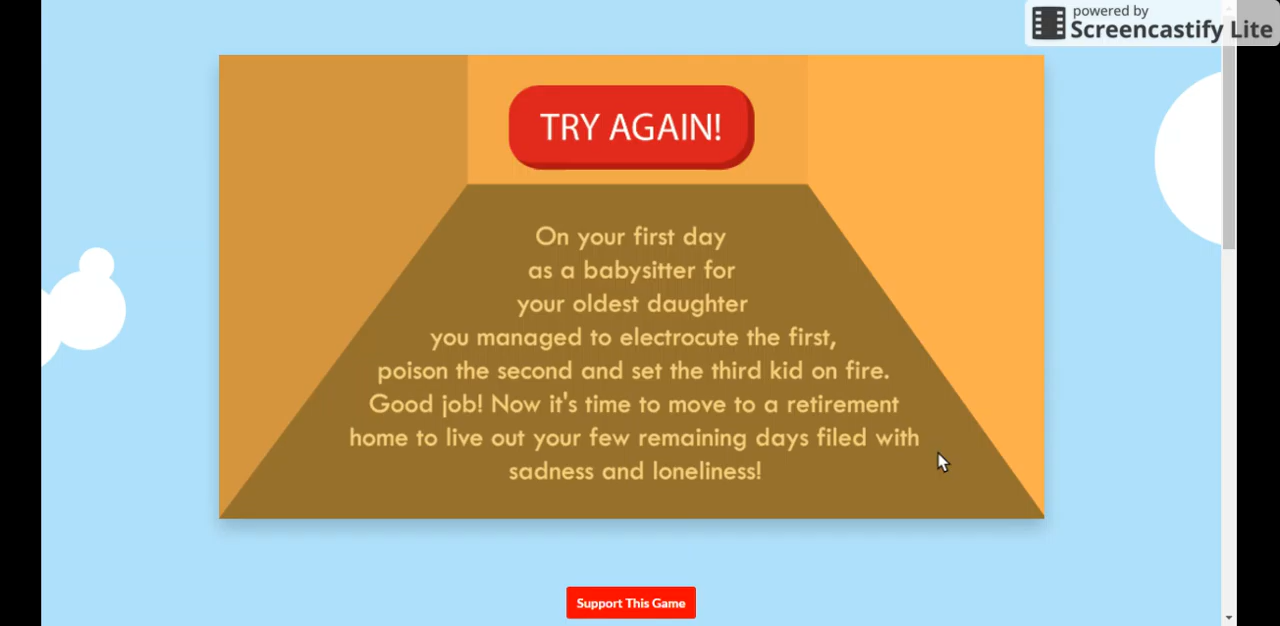 powered by
Screencastify Lite
TRY AGAIN!
On your first day
as a babysitter for
your oldest daughter
you managed to electrocute the first,
poison the second and set the third kid on fire.
Good job! Now it's time to move to a retirement
home to live out your few remaining days filed with
sadness and loneliness!
Support This Game